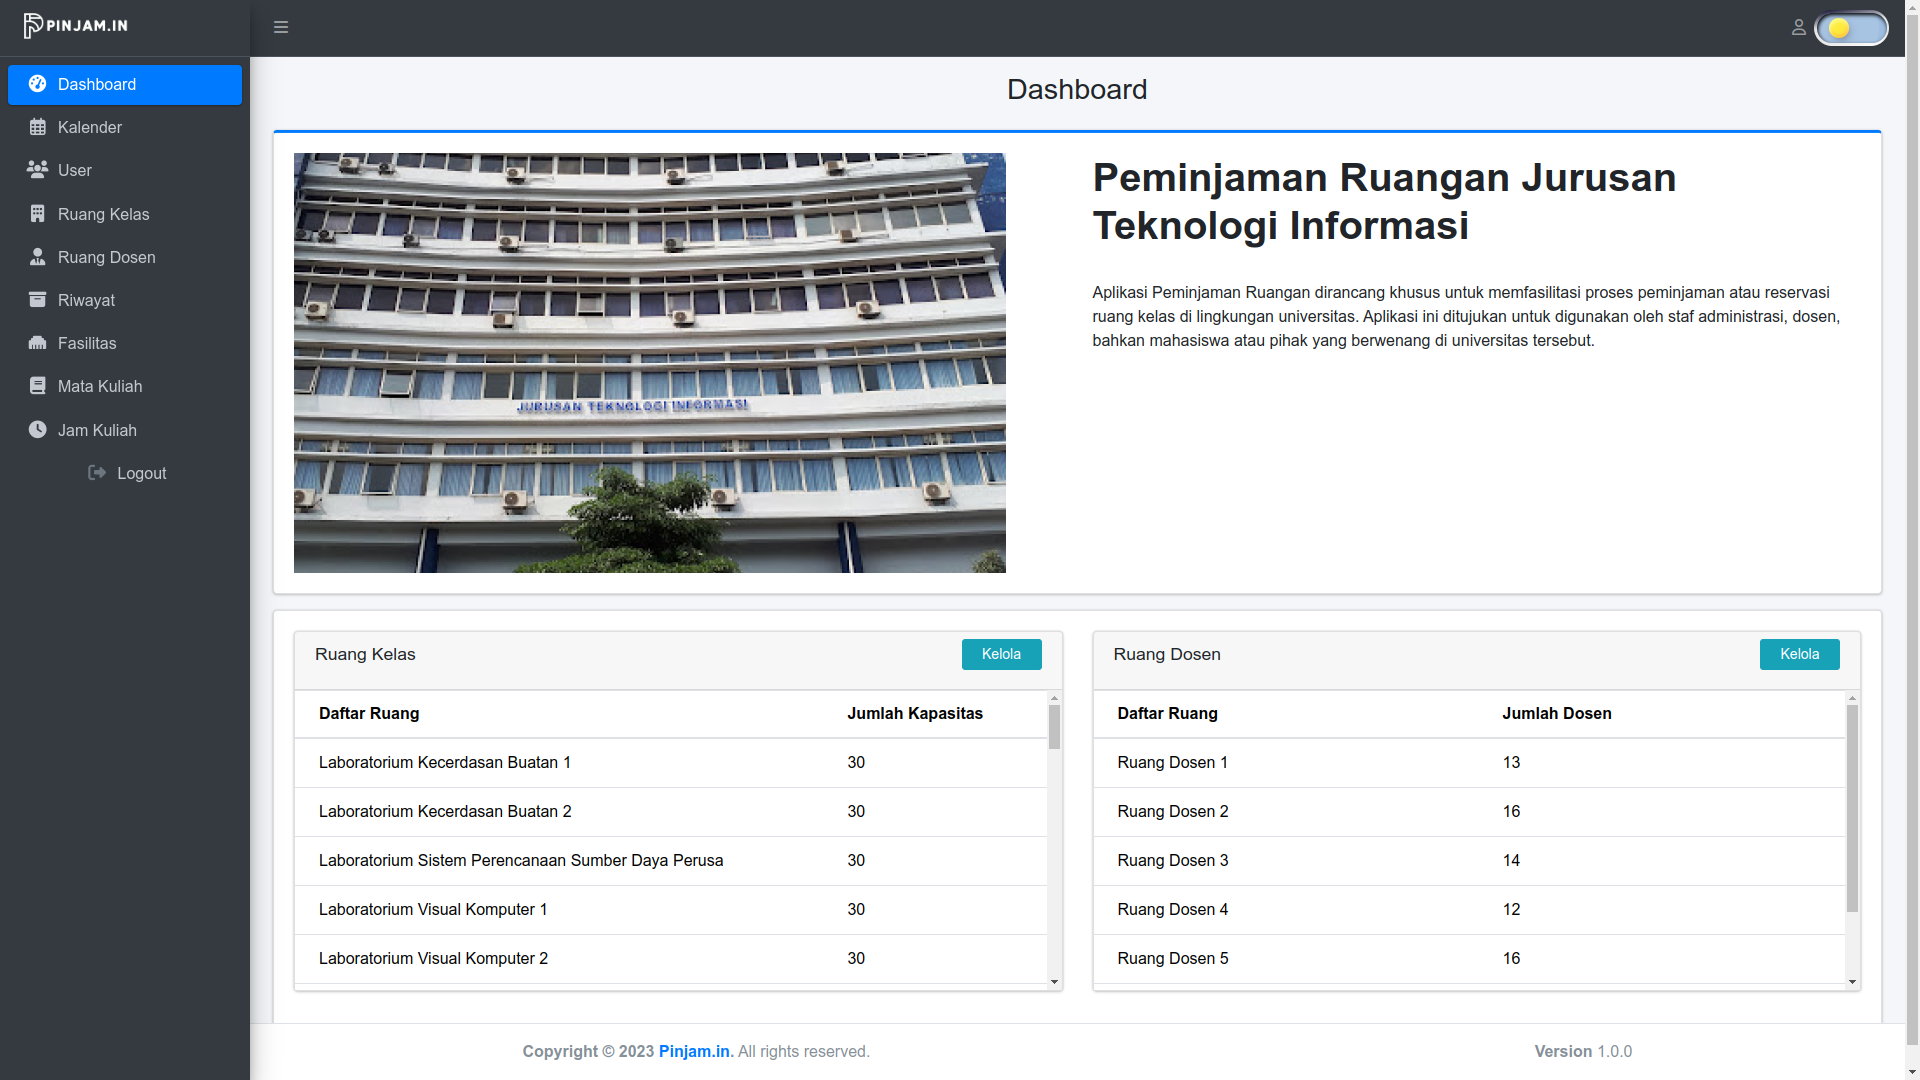 PINJAM.IN
Dashboard
Kalender
User
Ruang Kelas
Ruang Dosen
Riwayat
Fasilitas
Mata Kuliah
Jam Kuliah
Logout
Dashboard
JURUSAN TEKNOLOGI INFORMASI
Peminjaman Ruangan Jurusan
Teknologi Informasi
Aplikasi Peminjaman Ruangan dirancang khusus untuk memfasilitasi proses peminjaman atau reservasi
ruang kelas di lingkungan universitas. Aplikasi ini ditujukan untuk digunakan oleh staf administrasi, dosen,
bahkan mahasiswa atau pihak yang berwenang di universitas tersebut.
Ruang Kelas Kelola
Daftar Ruang Jumlah Kapasitas
Laboratorium Kecerdasan Buatan 1 30
Laboratorium Kecerdasan Buatan 2 30
Laboratorium Sistem Perencanaan Sumber Daya Perusa 30
Laboratorium Visual Komputer 1 30
Laboratorium Visual Komputer 2 30
Ruang Dosen Kelola
Daftar Ruang Jumlah Dosen
Ruang Dosen 1 13
Ruang Dosen 2 16
Ruang Dosen 3 14
Ruang Dosen 4 12
Ruang Dosen 5 16
Copyright © 2023 Pinjam.in. All rights reserved. Version 1.0.0